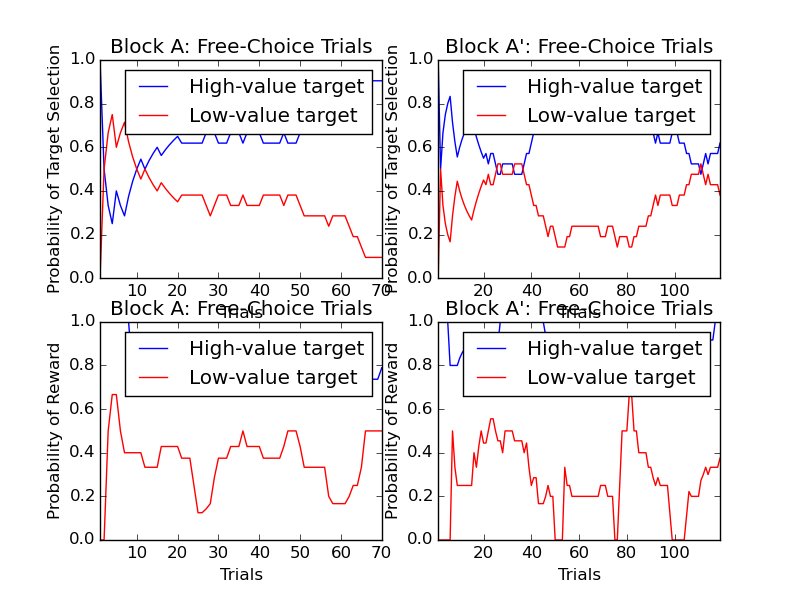 Block A: Free-Choice Trials
Probability of Target Selection
1.0
0.8
0.6
0.4
0.2
0.0
High-value target
Low-value target
10 20 30 40 50 60 70
Trials
Block A': Free-Choice Trials
Probability of Target Selection
1.0
0.8
0.6
0.4
0.2
0.0
High-value target
Low-value target
20 40 60 80 100
Trials
Block A: Free-Choice Trials
Probability of Reward
1.0
0.8
0.6
0.4
0.2
0.0
High-value target
Low-value target
10 20 30 40 50 60 70
Trials
Block A': Free-Choice Trials
Probability of Reward
1.0
0.8
0.6
0.4
0.2
0.0
High-value target
Low-value target
20 40 60 80 100
Trials